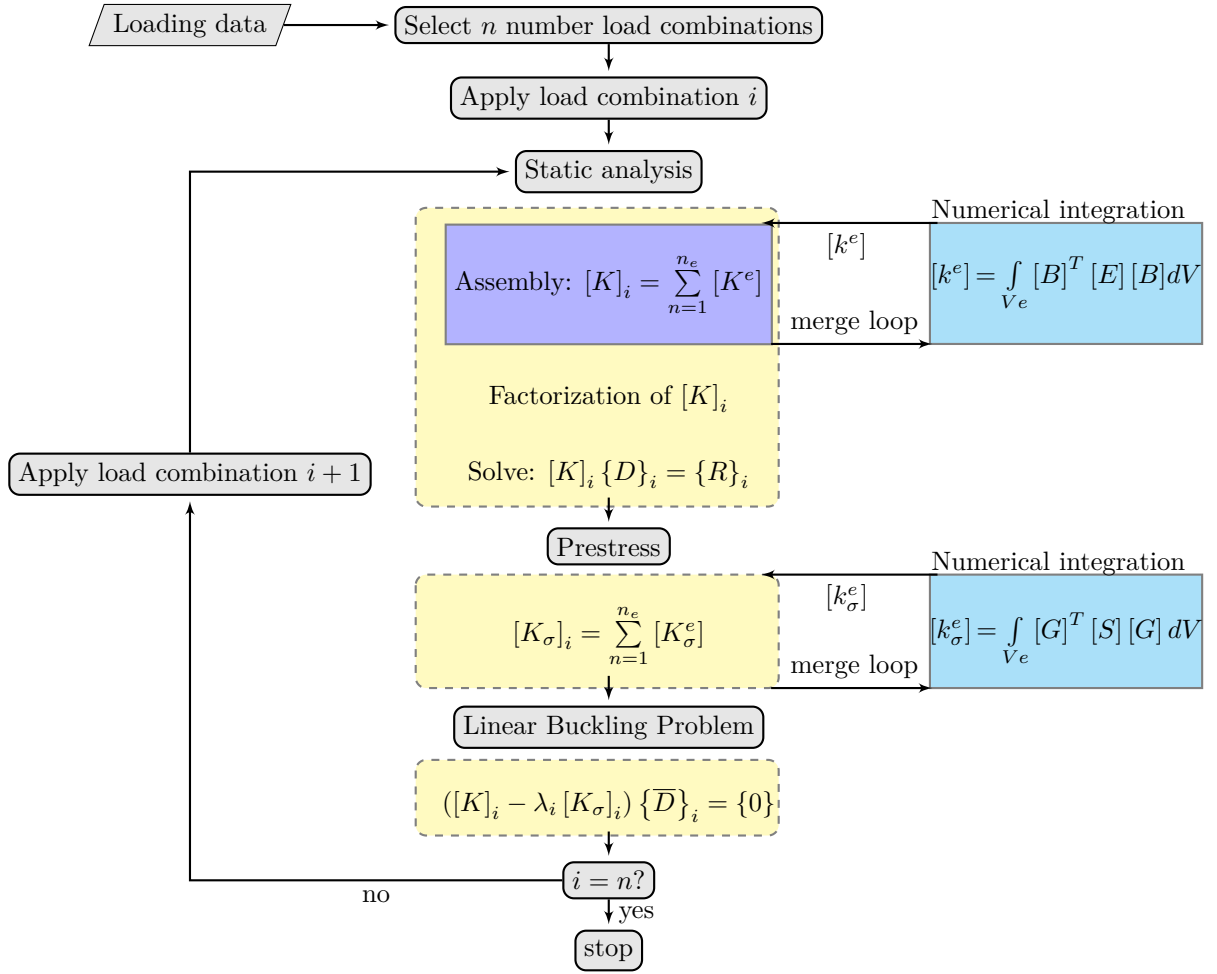 Loading data
Select n number load combinations
Apply load combination i
Static analysis
Numerical integration
[k^e]
Assembly: [K]_i = \sum_{n=1}^{n_e} [K^e]
[k^e] = \int_{Ve} [B]^T [E] [B] dV
merge loop
Factorization of [K]_i
Apply load combination i + 1
Solve: [K]_i {D}_i = {R}_i
Prestress
Numerical integration
[k_σ^e]
[K_σ]_i = \sum_{n=1}^{n_e} [K_σ^e]
[k_σ^e] = \int_{Ve} [G]^T [S] [G] dV
merge loop
Linear Buckling Problem
([K]_i − λ_i [K_σ]_i) {\overline{D}}_i = {0}
i = n?
no
yes
stop